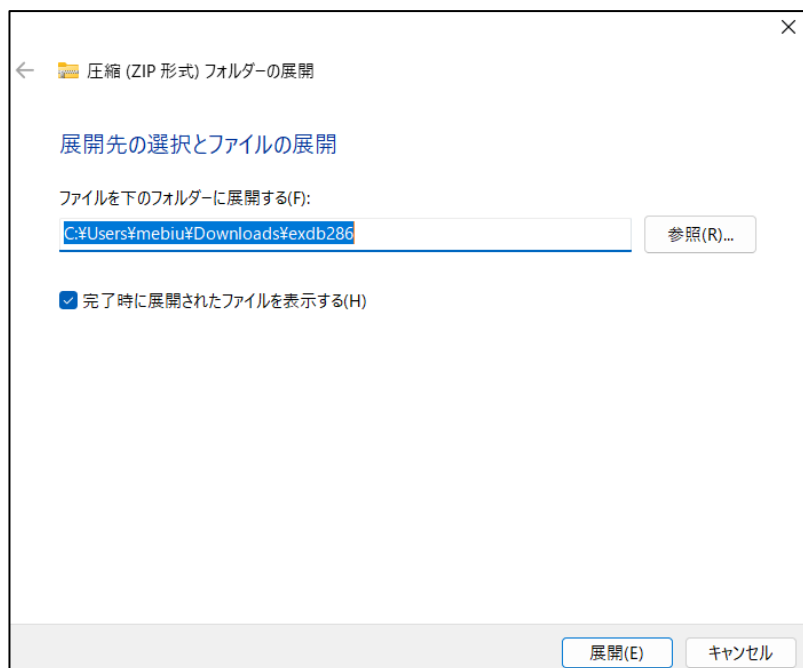 圧縮 (ZIP 形式) フォルダーの展開
展開先の選択とファイルの展開
ファイルを下のフォルダーに展開する(F):
C:¥Users¥mebiu¥Downloads¥exdb286
参照(R)...
完了時に展開されたファイルを表示する(H)
展開(E)
キャンセル